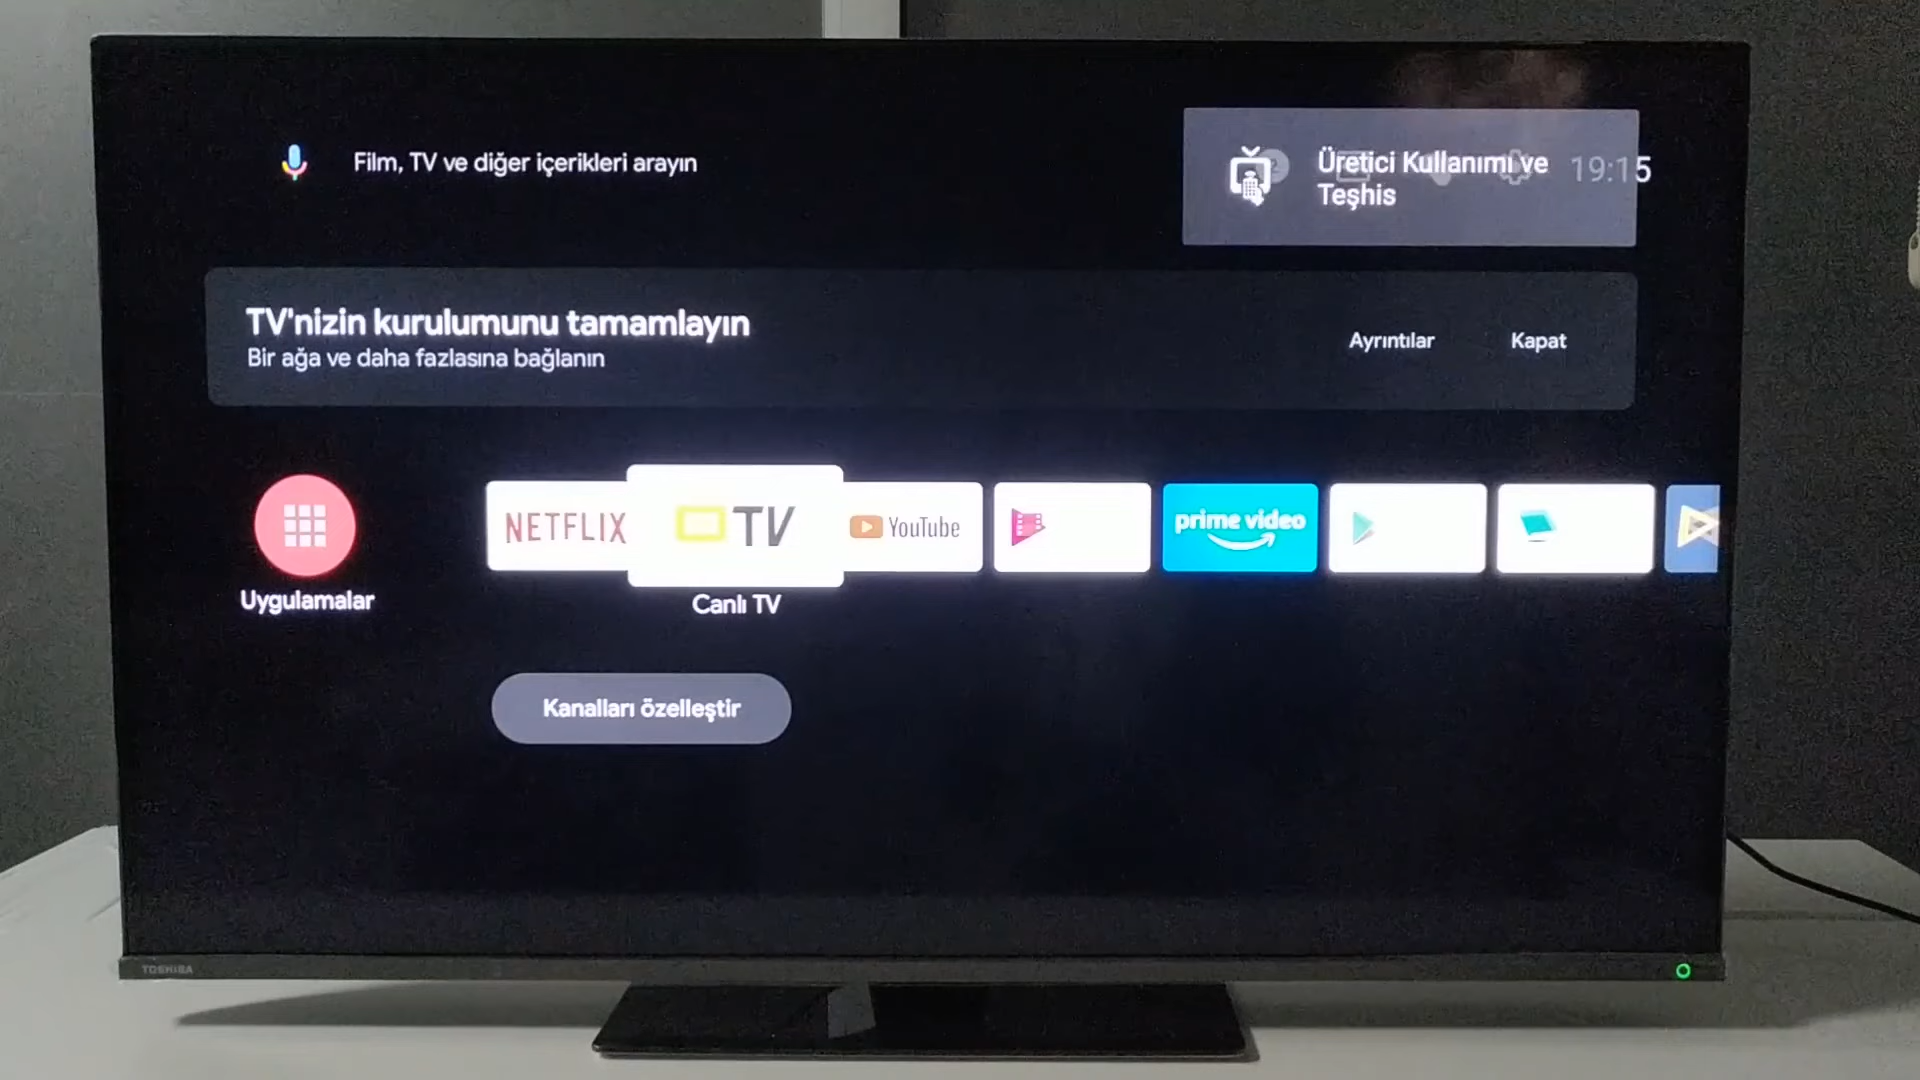 Film, TV ve diğer içerikleri arayın
Üretici Kullanımı ve
Teşhis
19:15
TV'nizin kurulumunu tamamlayın
Bir ağa ve daha fazlasına bağlanın
Ayrıntılar
Kapat
NETFLIX
TV
YouTube
prime video
Uygulamalar
Canlı TV
Kanalları özelleştir
TOSHIBA